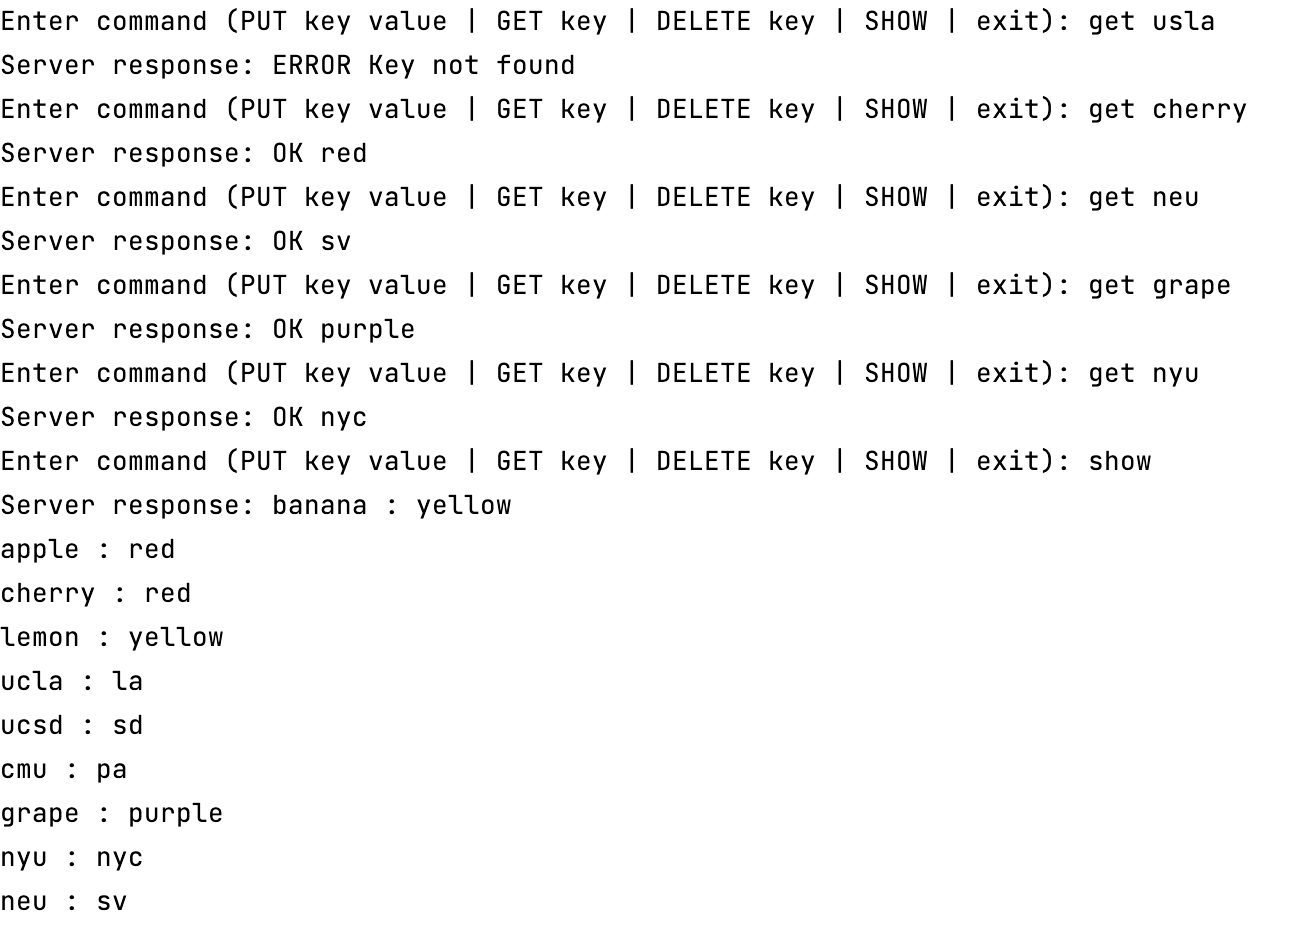 Enter command (PUT key value | GET key | DELETE key | SHOW | exit): get usla
Server response: ERROR Key not found
Enter command (PUT key value | GET key | DELETE key | SHOW | exit): get cherry
Server response: OK red
Enter command (PUT key value | GET key | DELETE key | SHOW | exit): get neu
Server response: OK sv
Enter command (PUT key value | GET key | DELETE key | SHOW | exit): get grape
Server response: OK purple
Enter command (PUT key value | GET key | DELETE key | SHOW | exit): get nyu
Server response: OK nyc
Enter command (PUT key value | GET key | DELETE key | SHOW | exit): show
Server response: banana : yellow
apple : red
cherry : red
lemon : yellow
ucla : la
ucsd : sd
cmu : pa
grape : purple
nyu : nyc
neu : sv